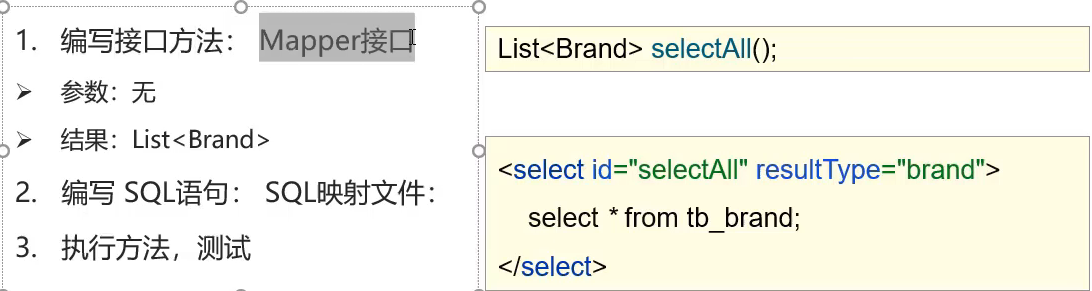 1. 编写接口方法： Mapper接口
➢ 参数：无
➢ 结果：List<Brand>
2. 编写 SQL语句： SQL映射文件：
3. 执行方法，测试
List<Brand> selectAll();
<select id="selectAll" resultType="brand">
select * from tb_brand;
</select>